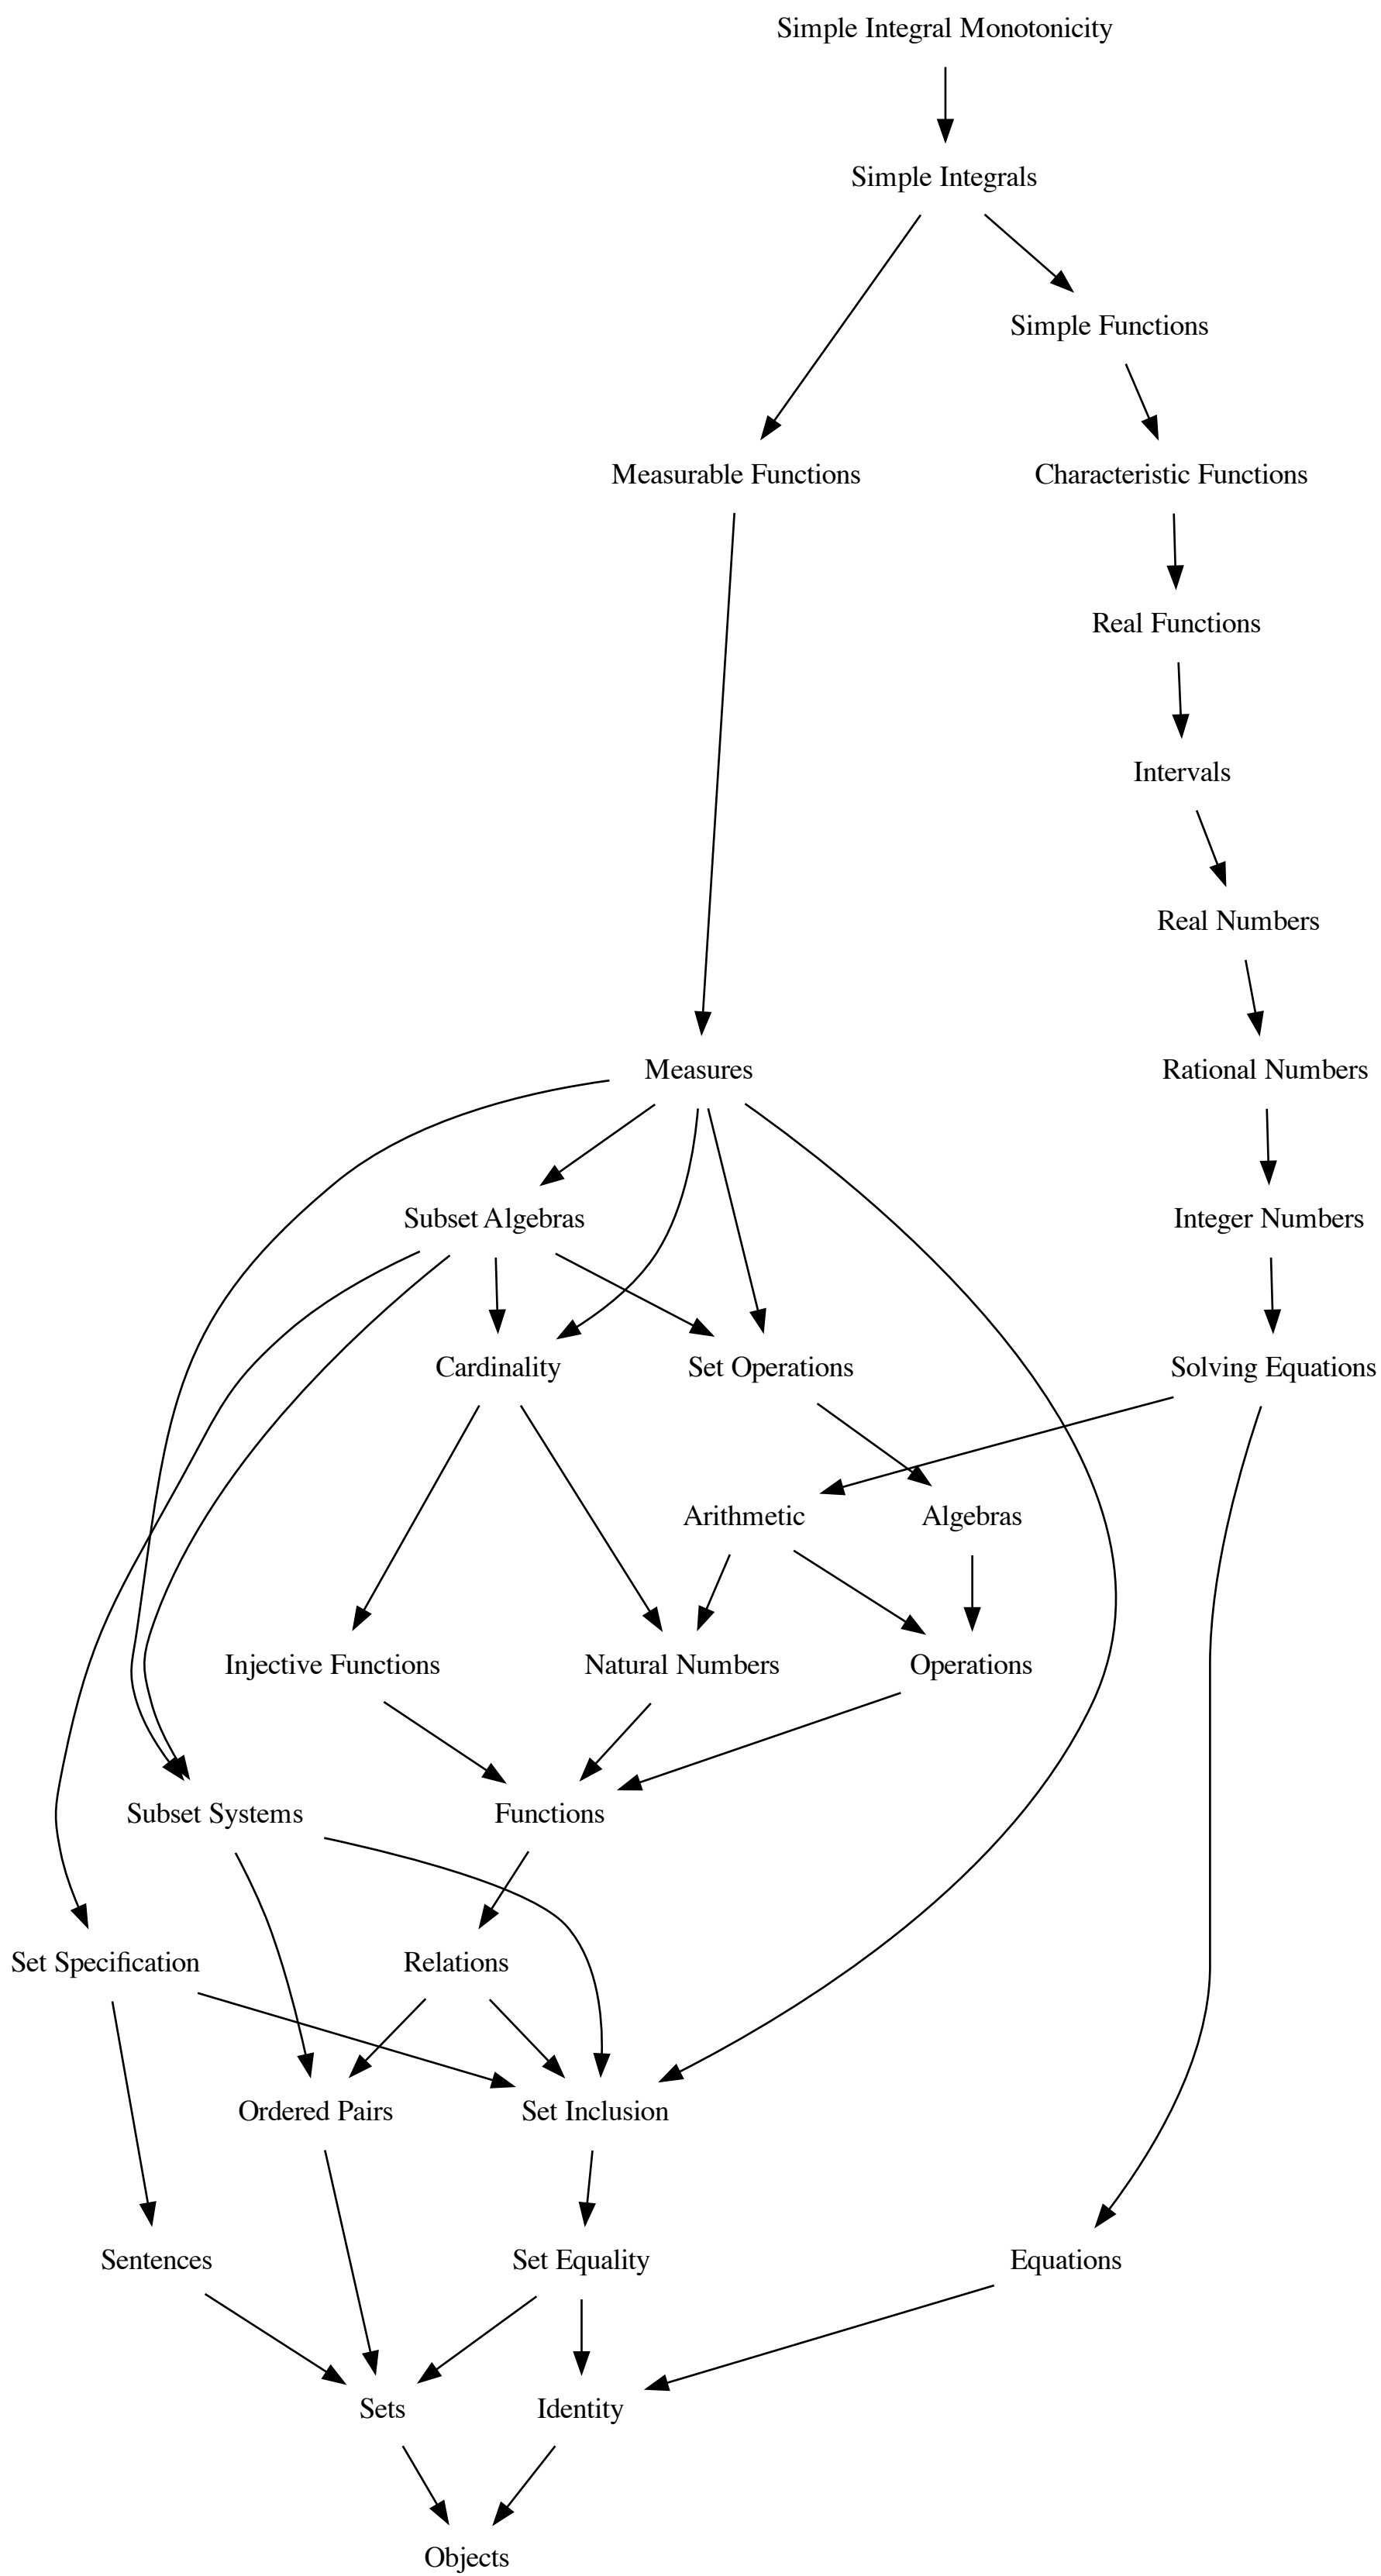 Simple Integral Monotonicity
Simple Integrals
Simple Functions
Measurable Functions
Characteristic Functions
Real Functions
Intervals
Real Numbers
Measures
Rational Numbers
Subset Algebras
Integer Numbers
Cardinality
Set Operations
Solving Equations
Arithmetic
Algebras
Injective Functions
Natural Numbers
Operations
Subset Systems
Functions
Set Specification
Relations
Ordered Pairs
Set Inclusion
Sentences
Set Equality
Equations
Sets
Identity
Objects